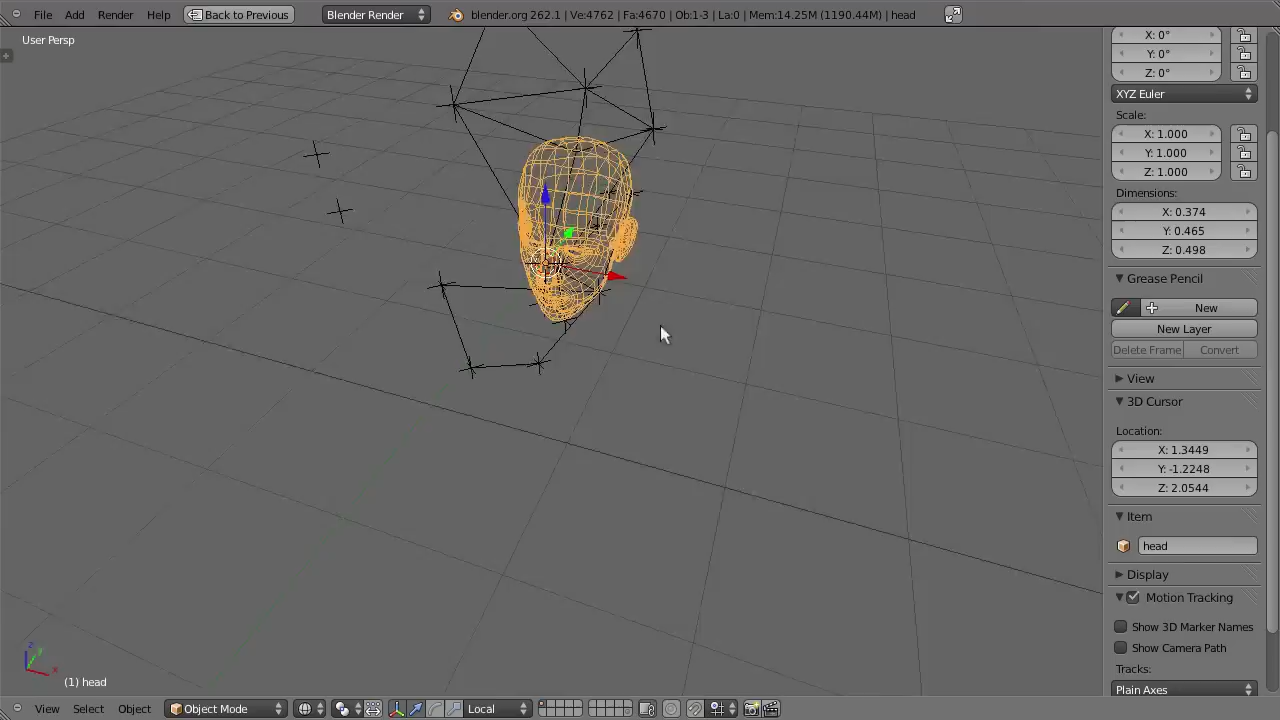 File Add Render Help Back to Previous Blender Render blender.org 262.1 | Ve:4762 | Fa:4670 | Ob:1-3 | La:0 | Mem:14.25M (1190.44M) | head
User Persp
X: 0°
Y: 0°
Z: 0°
XYZ Euler
Scale:
X: 1.000
Y: 1.000
Z: 1.000
Dimensions:
X: 0.374
Y: 0.465
Z: 0.498
Grease Pencil
New
New Layer
Delete Frame Convert
View
3D Cursor
Location:
X: 1.3449
Y: -1.2248
Z: 2.0544
Item
head
Display
Motion Tracking
Show 3D Marker Names
Show Camera Path
Tracks:
Plain Axes
z
y
x
(1) head
View Select Object Object Mode Local